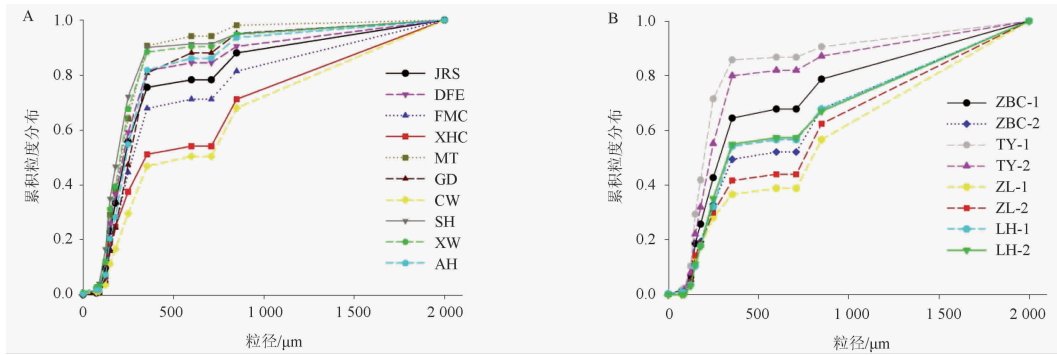 A
1.0
0.8
0.6
0.4
0.2
0.0
累积粒度分布
0
500
1 000
1 500
2 000
粒径/μm
JRS
DFE
FMC
XHC
MT
GD
CW
SH
XW
AH
B
1.0
0.8
0.6
0.4
0.2
0.0
累积粒度分布
0
500
1 000
1 500
2 000
粒径/μm
ZBC-1
ZBC-2
TY-1
TY-2
ZL-1
ZL-2
LH-1
LH-2